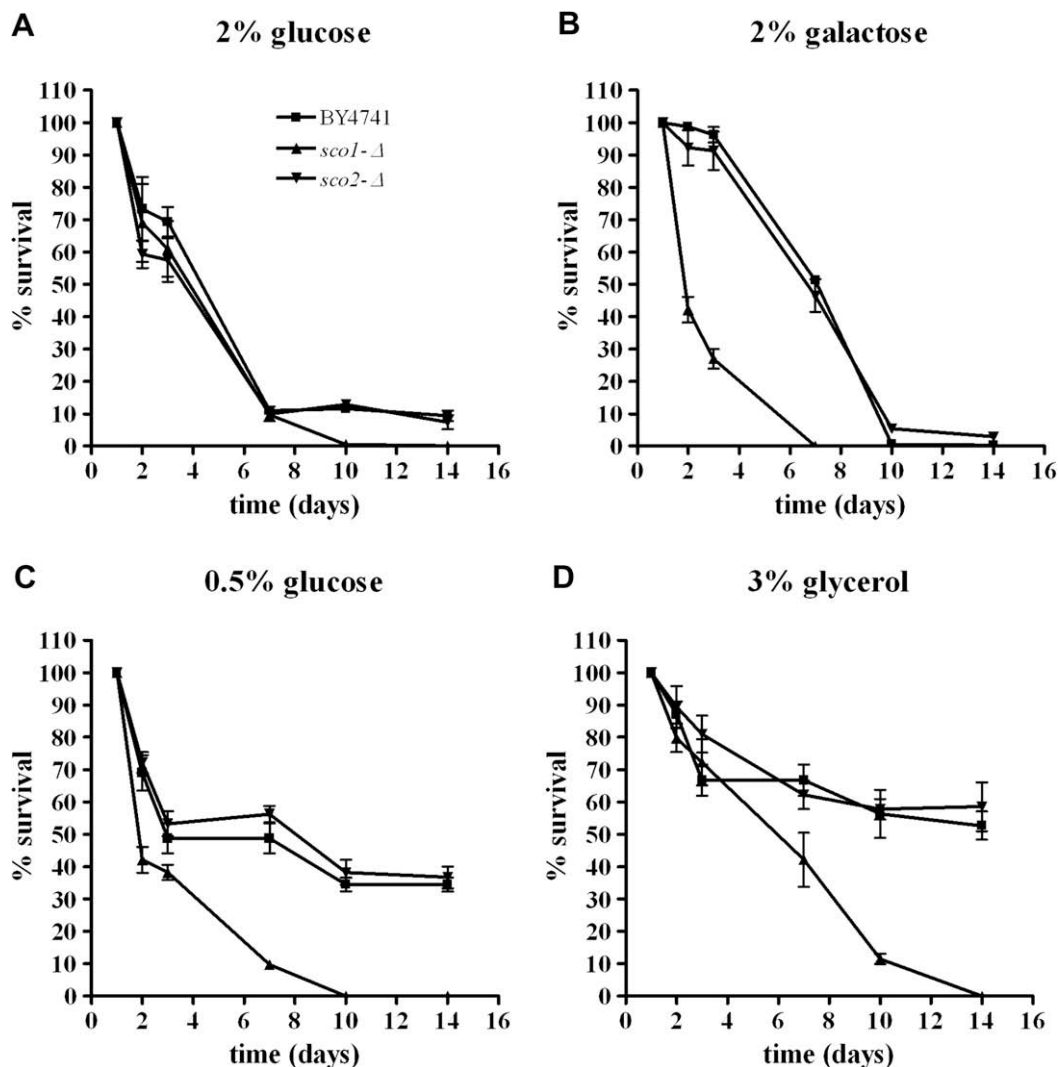 A
2% glucose
110
100
90
80
70
60
50
40
30
20
10
0
% survival
BY4741
sco1-Δ
sco2-Δ
0 2 4 6 8 10 12 14 16
time (days)
B
2% galactose
110
100
90
80
70
60
50
40
30
20
10
0
% survival
0 2 4 6 8 10 12 14 16
time (days)
C
0.5% glucose
110
100
90
80
70
60
50
40
30
20
10
0
% survival
0 2 4 6 8 10 12 14 16
time (days)
D
3% glycerol
110
100
90
80
70
60
50
40
30
20
10
0
% survival
0 2 4 6 8 10 12 14 16
time (days)